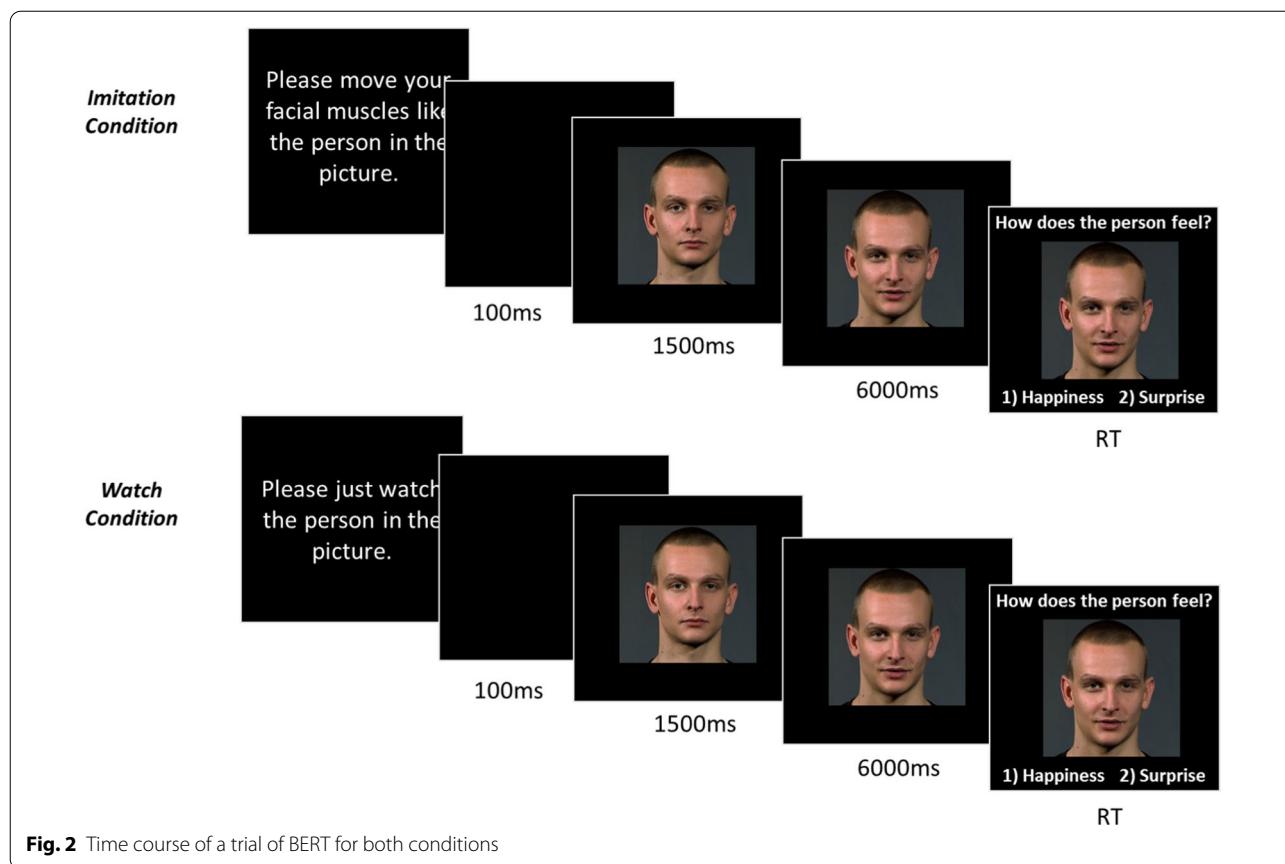 Imitation
Condition
Please move your
facial muscles like
the person in the
picture.
100ms
1500ms
6000ms
How does the person feel?
1) Happiness 2) Surprise
RT
Watch
Condition
Please just watch
the person in the
picture.
100ms
1500ms
6000ms
How does the person feel?
1) Happiness 2) Surprise
RT
Fig. 2 Time course of a trial of BERT for both conditions